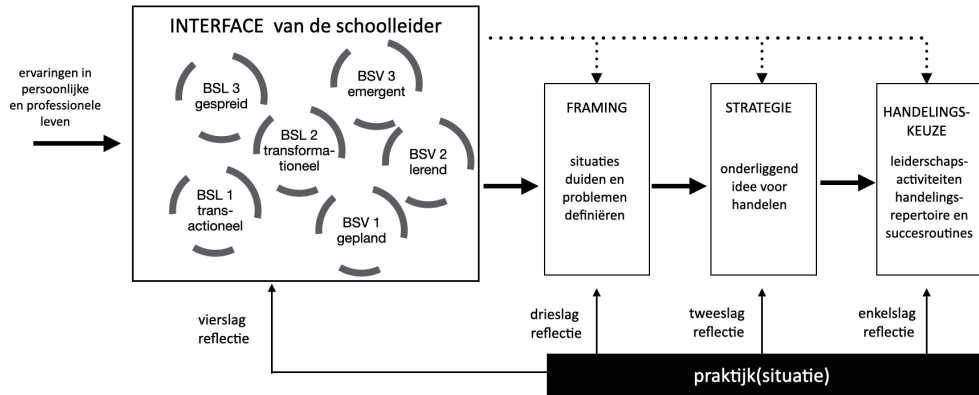 INTERFACE van de schoolleider
ervaringen in
persoonlijke
en professionele
leven
BSL 3
gespreid
BSV 3
emergent
BSL 2
transforma-
tioneel
BSV 2
lerend
BSL 1
trans-
actioneel
BSV 1
gepland
FRAMING
situaties
duiden en
problemen
definiëren
STRATEGIE
onderliggend
idee voor
handelen
HANDELINGS-
KEUZE
leiderschaps-
activiteiten
handelings-
repertoire en
succesroutines
vierslag
reflectie
drieslag
reflectie
tweeslag
reflectie
enkelslag
reflectie
praktijk(situatie)